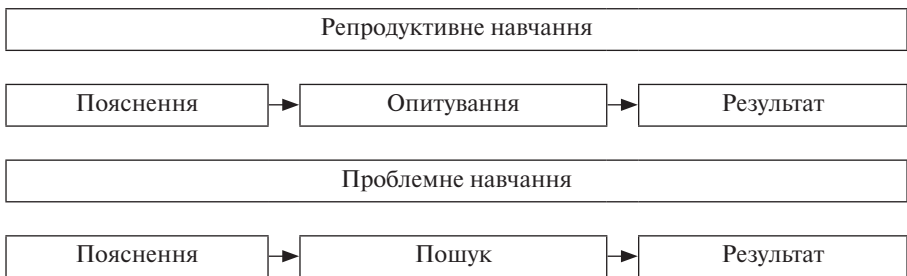 Репродуктивне навчання
Пояснення Опитування Результат
Проблемне навчання
Пояснення Пошук Результат